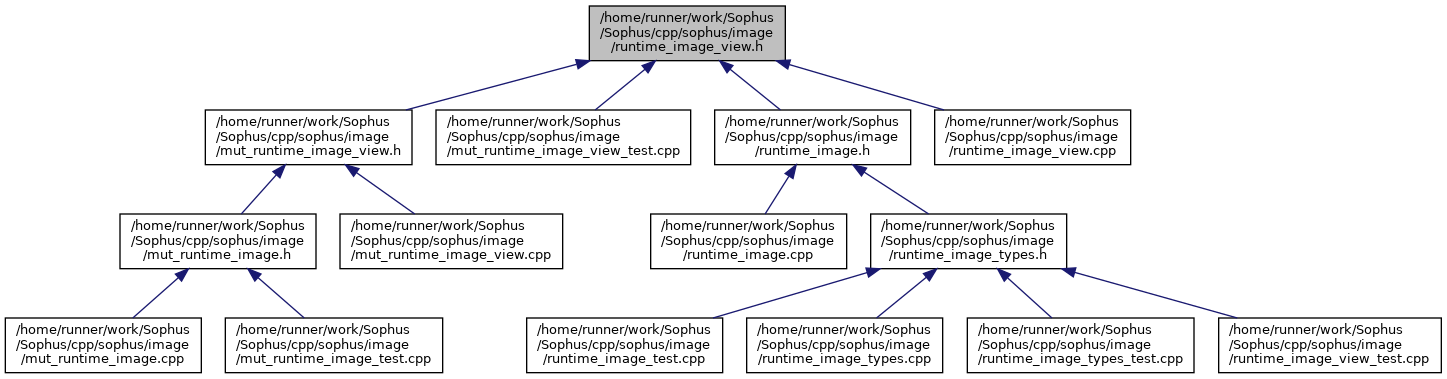 /home/runner/work/Sophus
/Sophus/cpp/sophus/image
/runtime_image_view.h
/home/runner/work/Sophus
/Sophus/cpp/sophus/image
/mut_runtime_image_view.h
/home/runner/work/Sophus
/Sophus/cpp/sophus/image
/mut_runtime_image_view_test.cpp
/home/runner/work/Sophus
/Sophus/cpp/sophus/image
/runtime_image.h
/home/runner/work/Sophus
/Sophus/cpp/sophus/image
/runtime_image_view.cpp
/home/runner/work/Sophus
/Sophus/cpp/sophus/image
/mut_runtime_image.h
/home/runner/work/Sophus
/Sophus/cpp/sophus/image
/mut_runtime_image_view.cpp
/home/runner/work/Sophus
/Sophus/cpp/sophus/image
/runtime_image.cpp
/home/runner/work/Sophus
/Sophus/cpp/sophus/image
/runtime_image_types.h
/home/runner/work/Sophus
/Sophus/cpp/sophus/image
/mut_runtime_image.cpp
/home/runner/work/Sophus
/Sophus/cpp/sophus/image
/mut_runtime_image_test.cpp
/home/runner/work/Sophus
/Sophus/cpp/sophus/image
/runtime_image_test.cpp
/home/runner/work/Sophus
/Sophus/cpp/sophus/image
/runtime_image_types.cpp
/home/runner/work/Sophus
/Sophus/cpp/sophus/image
/runtime_image_types_test.cpp
/home/runner/work/Sophus
/Sophus/cpp/sophus/image
/runtime_image_view_test.cpp